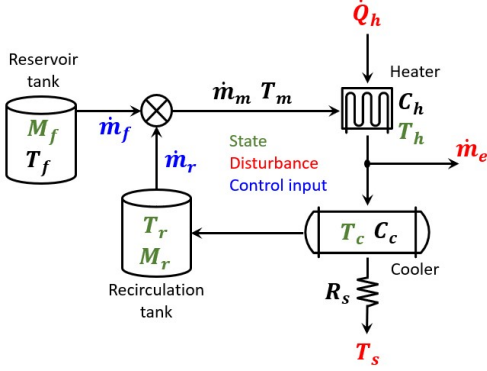 Q̇_h
Reservoir
tank
M_f
T_f
ṁ_f
ṁ_m T_m
Heater
C_h
T_h
State
Disturbance
Control input
ṁ_r
ṁ_e
T_r
M_r
Recirculation
tank
T_c C_c
Cooler
R_s
T_s